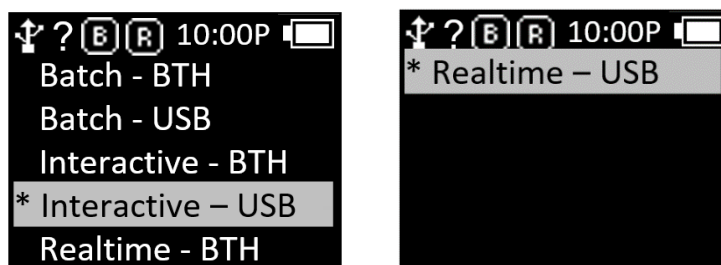 ? B R 10:00P
Batch - BTH
Batch - USB
Interactive - BTH
* Interactive – USB
Realtime - BTH
? B R 10:00P
* Realtime – USB